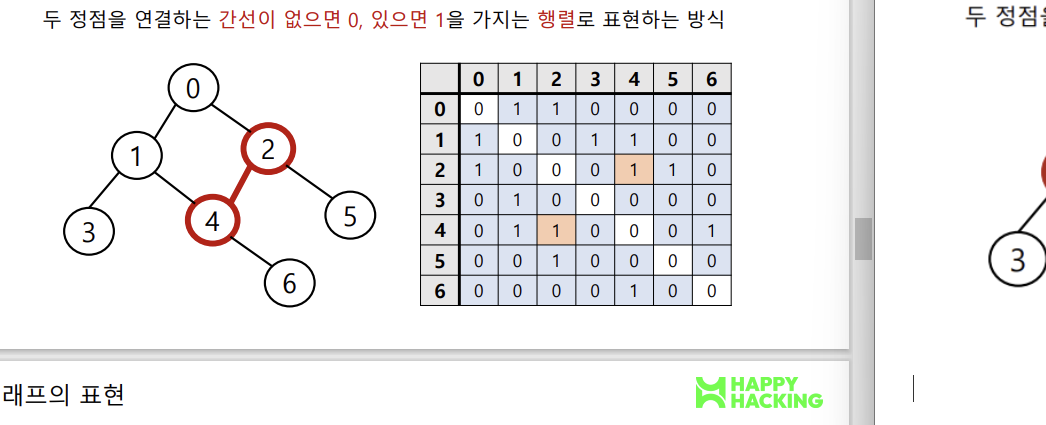 두 정점을 연결하는 간선이 없으면 0, 있으면 1을 가지는 행렬로 표현하는 방식
0
1
2
3
4
5
6
0 1 2 3 4 5 6
0 0 1 1 0 0 0 0
1 1 0 0 1 1 0 0
2 1 0 0 0 1 1 0
3 0 1 0 0 0 0 0
4 0 1 1 0 0 0 1
5 0 0 1 0 0 0 0
6 0 0 0 0 1 0 0
래프의 표현
HAPPY
HACKING
두 정점을
3